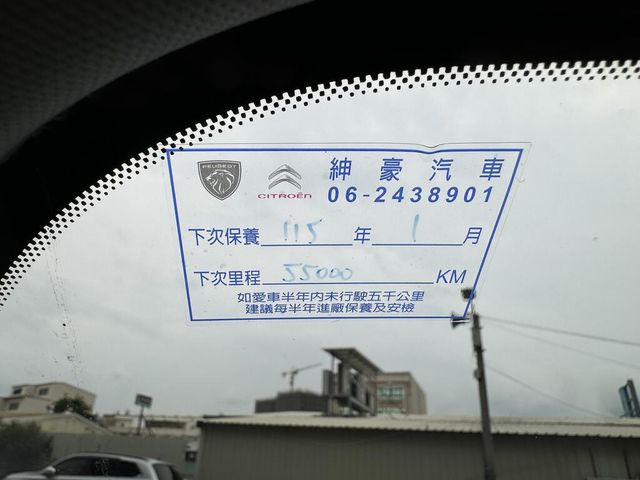 PEUGEOT
CITROËN
紳豪汽車
06-2438901
下次保養 115 年 1 月
下次里程 55000 KM
如愛車半年內未行駛五千公里
建議每半年進廠保養及安檢